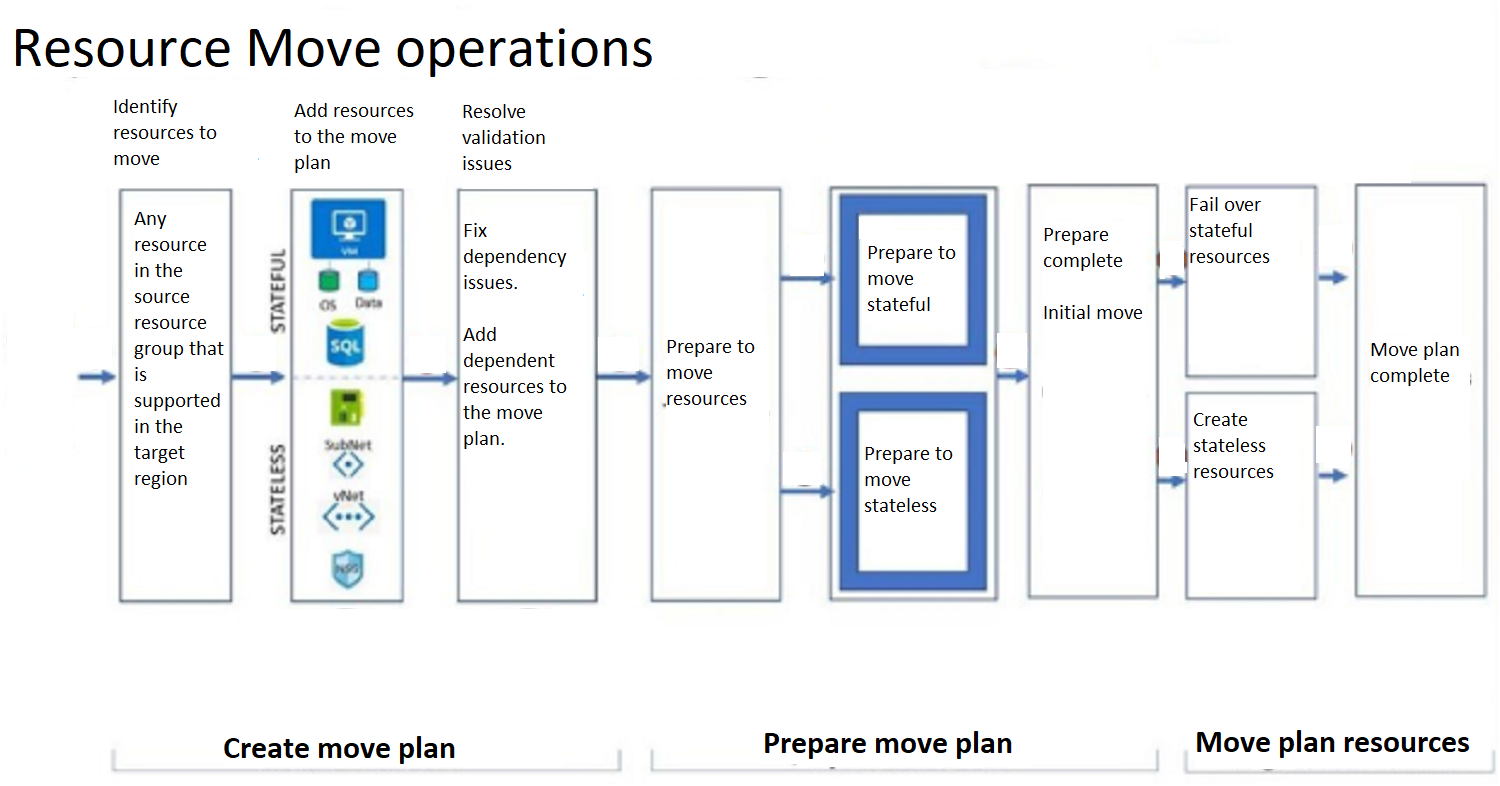 Resource Move operations
Identify
resources to
move
Add resources
to the move
plan
Resolve
validation
issues
Any
resource
in the
source
resource
group that
is
supported
in the
target
region
STATEFUL
STATELESS
VM
OS
Data
SQL
SubNet
vNet
NSG
Fix
dependency
issues.
Add
dependent
resources to
the move
plan.
Prepare to
move
resources
Prepare to
move
stateful
Prepare to
move
stateless
Prepare
complete
Initial move
Fail over
stateful
resources
Create
stateless
resources
Move plan
complete
Create move plan
Prepare move plan
Move plan resources